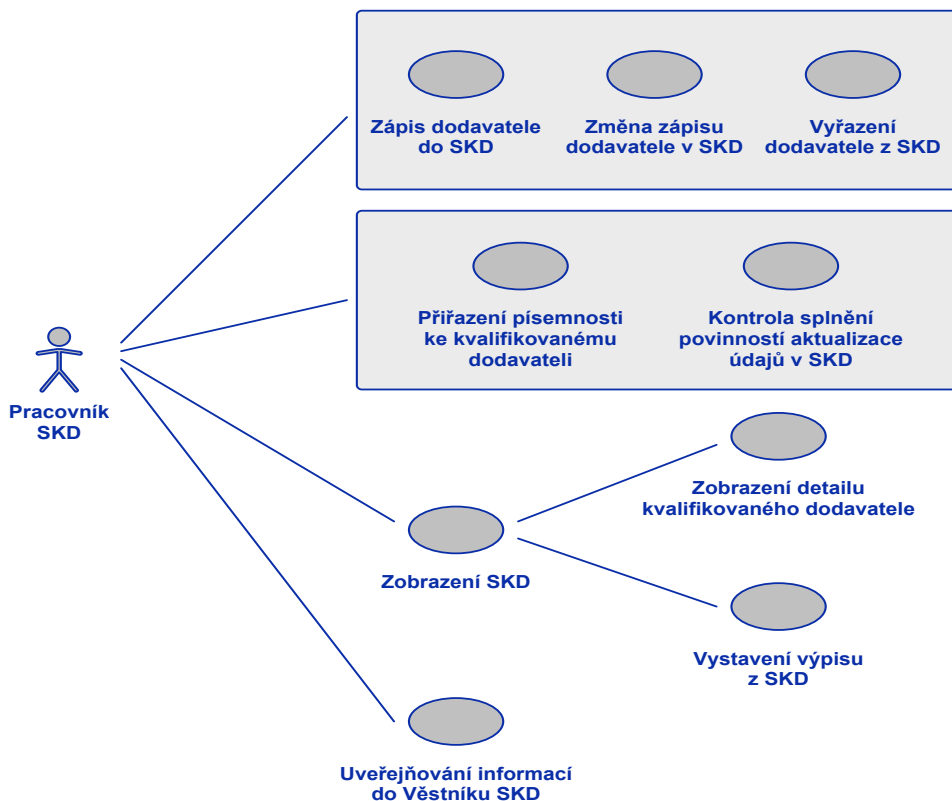 Zápis dodavatele
do SKD
Změna zápisu
dodavatele v SKD
Vyřazení
dodavatele z SKD
Přiřazení písemnosti
ke kvalifikovanému
dodavateli
Kontrola splnění
povinností aktualizace
údajů v SKD
Pracovník
SKD
Zobrazení detailu
kvalifikovaného dodavatele
Zobrazení SKD
Vystavení výpisu
z SKD
Uveřejňování informací
do Věstníku SKD